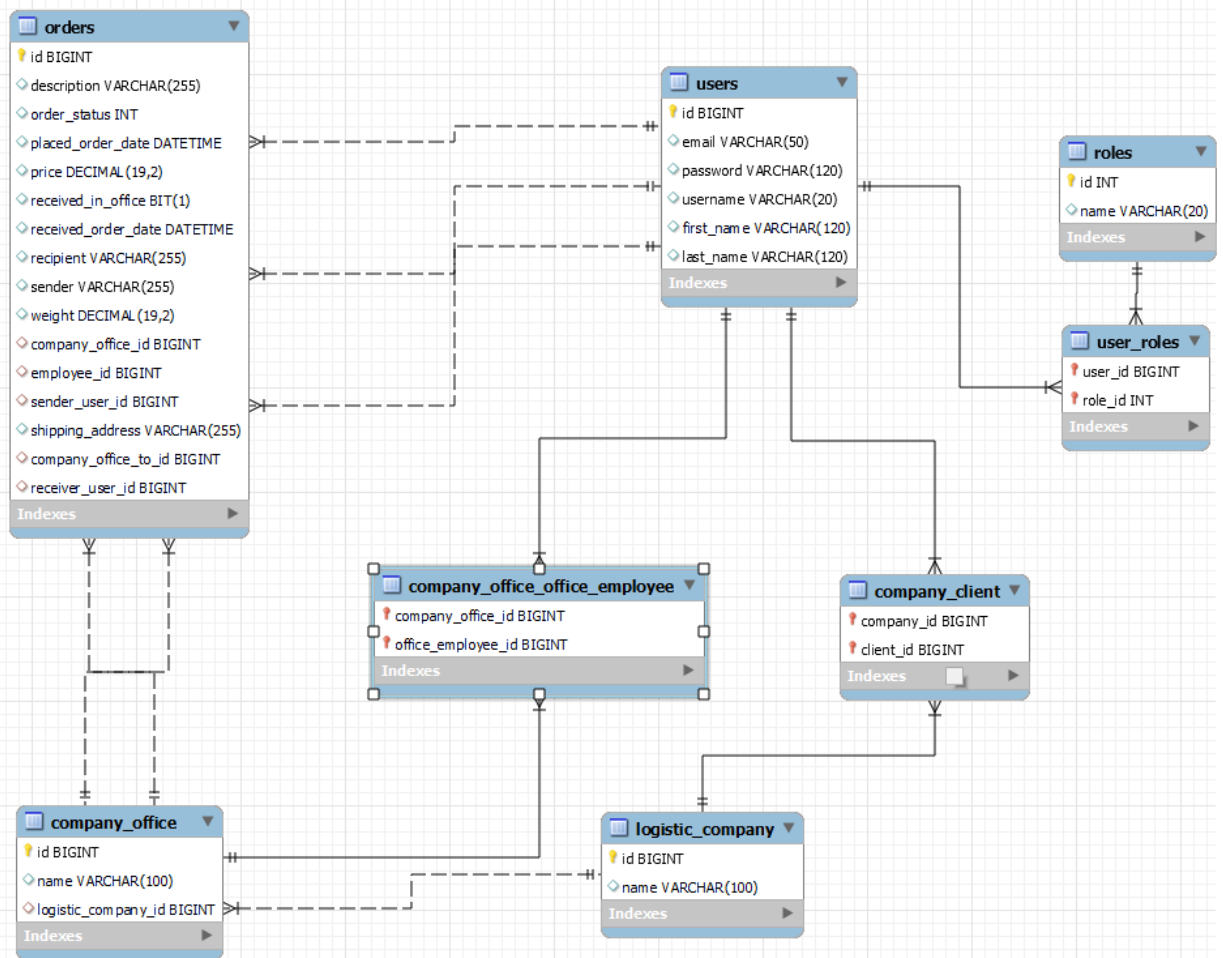 orders
id BIGINT
description VARCHAR(255)
order_status INT
placed_order_date DATETIME
price DECIMAL(19,2)
received_in_office BIT(1)
received_order_date DATETIME
recipient VARCHAR(255)
sender VARCHAR(255)
weight DECIMAL(19,2)
company_office_id BIGINT
employee_id BIGINT
sender_user_id BIGINT
shipping_address VARCHAR(255)
company_office_to_id BIGINT
receiver_user_id BIGINT
Indexes
users
id BIGINT
email VARCHAR(50)
password VARCHAR(120)
username VARCHAR(20)
first_name VARCHAR(120)
last_name VARCHAR(120)
Indexes
roles
id INT
name VARCHAR(20)
Indexes
user_roles
user_id BIGINT
role_id INT
Indexes
company_office_office_employee
company_office_id BIGINT
office_employee_id BIGINT
Indexes
company_client
company_id BIGINT
client_id BIGINT
Indexes
company_office
id BIGINT
name VARCHAR(100)
logistic_company_id BIGINT
Indexes
logistic_company
id BIGINT
name VARCHAR(100)
Indexes